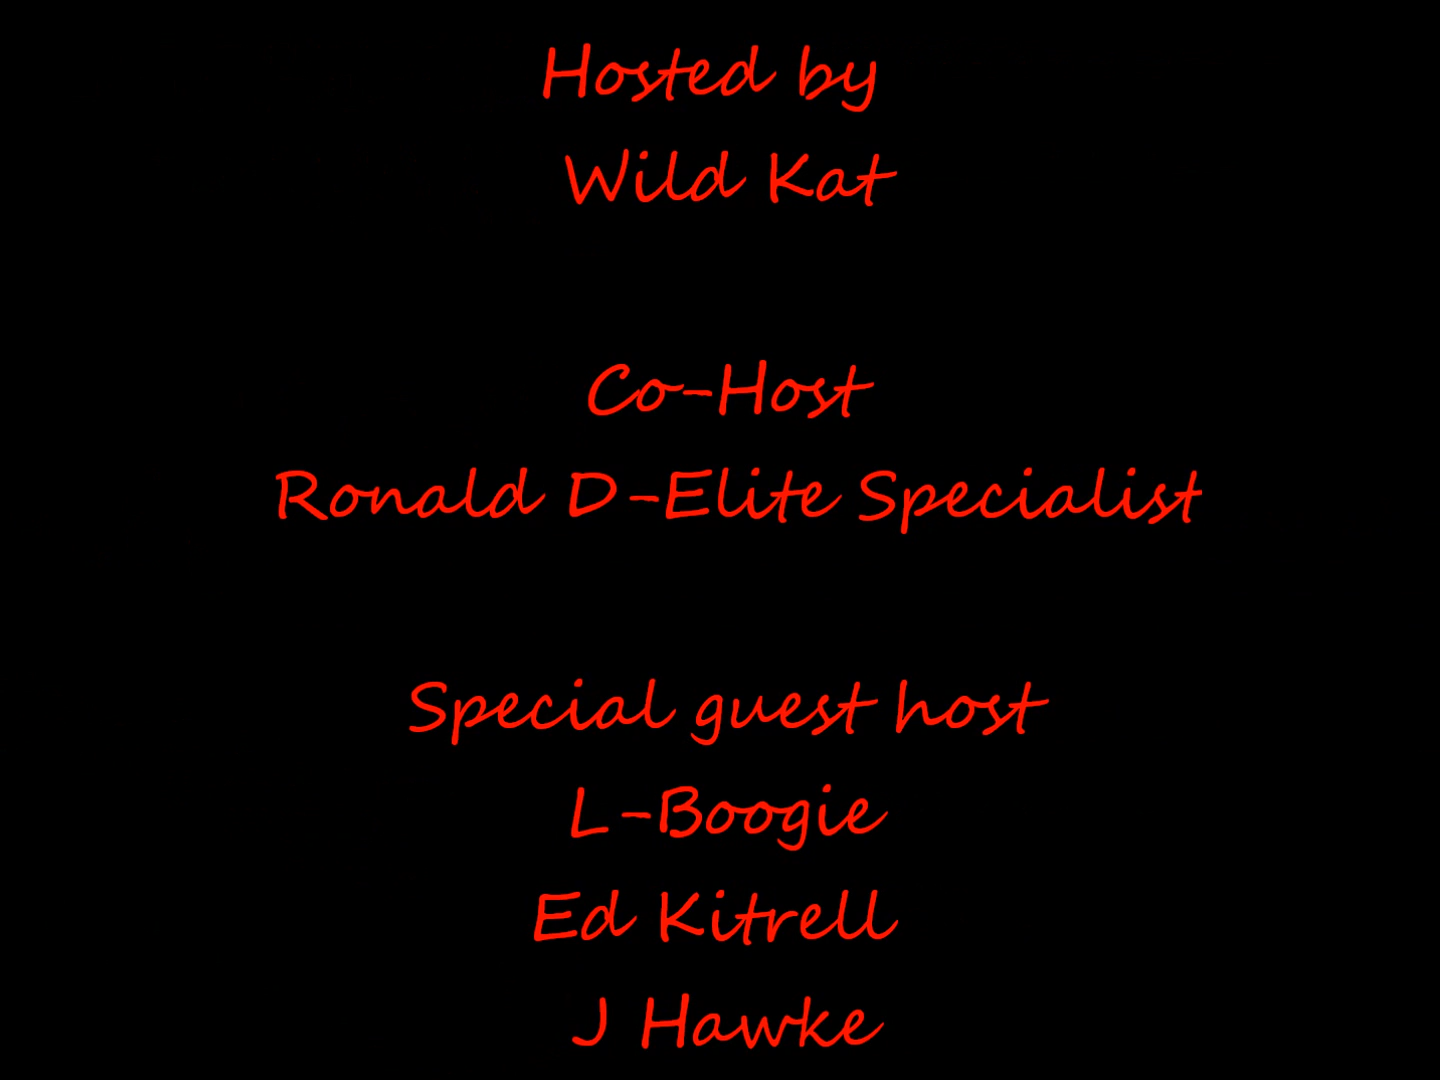 Hosted by
Wild Kat
Co-Host
Ronald D-Elite Specialist
Special guest host
L-Boogie
Ed Kitrell
J Hawke